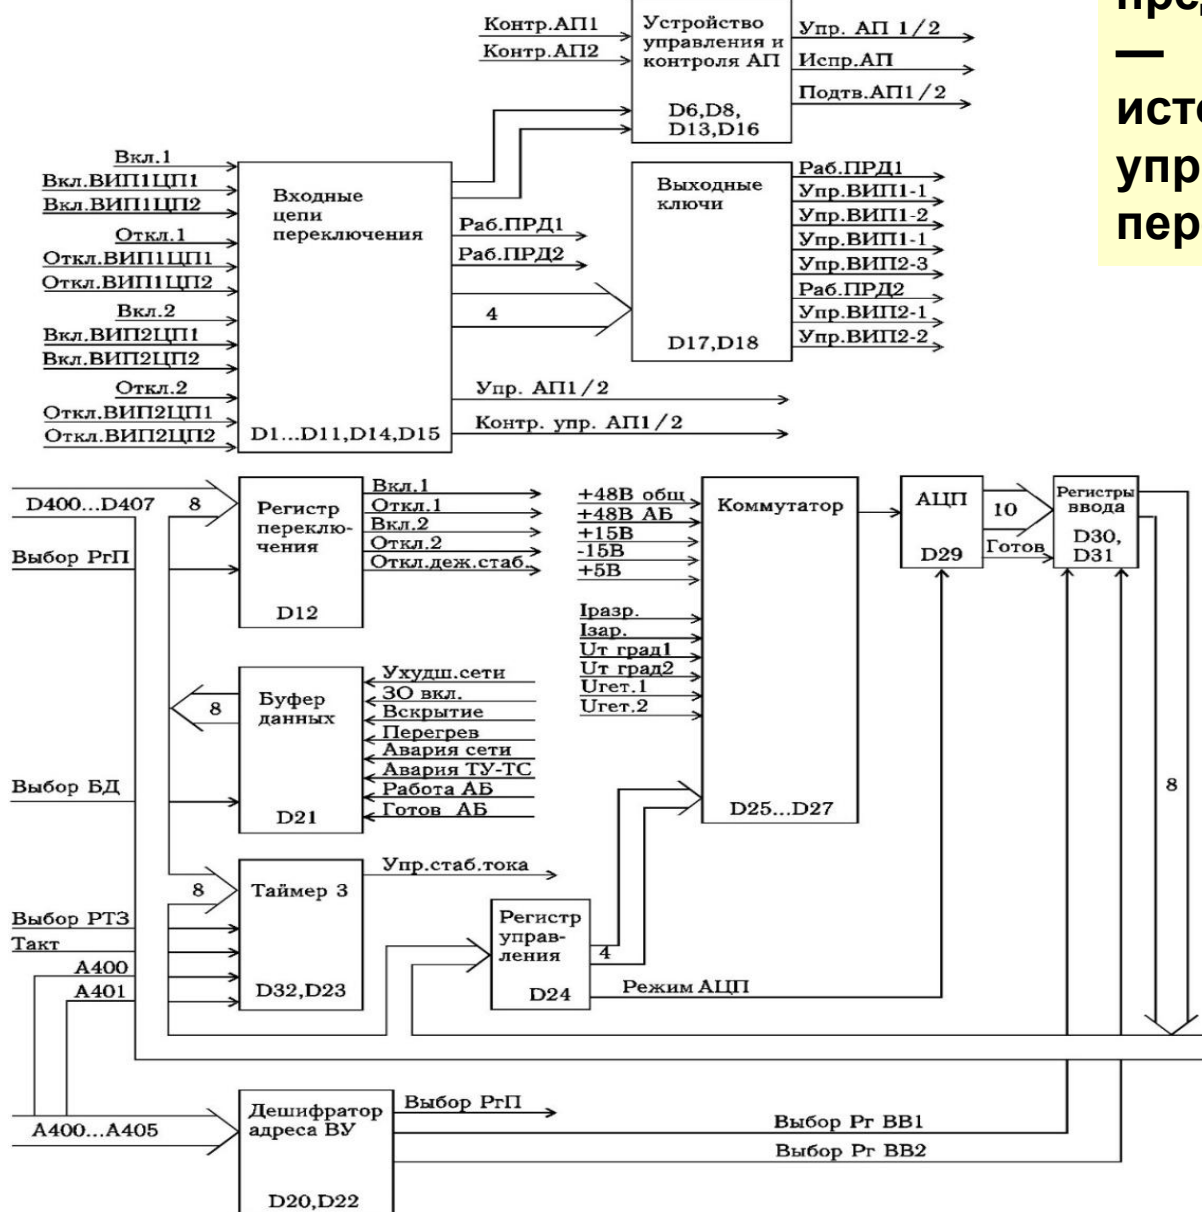 Контр.АП1
Контр.АП2
Устройство
управления и
контроля АП
D6,D8,
D13,D16
Упр. АП 1/2
Испр.АП
Подтв.АП1/2
—
Вкл.1
Вкл.ВИП1ЦП1
Вкл.ВИП1ЦП2
Откл.1
Откл.ВИП1ЦП1
Откл.ВИП1ЦП2
Вкл.2
Вкл.ВИП2ЦП1
Вкл.ВИП2ЦП2
Откл.2
Откл.ВИП2ЦП1
Откл.ВИП2ЦП2
Входные
цепи
переключения
D1...D11,D14,D15
Раб.ПРД1
Раб.ПРД2
4
Упр. АП1/2
Контр. упр. АП1/2
Выходные
ключи
D17,D18
Раб.ПРД1
Упр.ВИП1-1
Упр.ВИП1-2
Упр.ВИП1-1
Упр.ВИП2-3
Раб.ПРД2
Упр.ВИП2-1
Упр.ВИП2-2
D400...D407
8
Выбор РгП
Регистр
переклю-
чения
D12
Вкл.1
Откл.1
Вкл.2
Откл.2
Откл.деж.стаб.
+48В общ
+48В АБ
+15В
-15В
+5В
Iразр.
Iзар.
Uт град1
Uт град2
Uгет.1
Uгет.2
Коммутатор
D25...D27
АЦП
D29
10
Готов
Регистры
ввода
D30,
D31
8
Буфер
данных
D21
8
Ухудш.сети
ЗО вкл.
Вскрытие
Перегрев
Авария сети
Авария ТУ-ТС
Работа АБ
Готов АБ
Выбор БД
8
Таймер 3
D32,D23
Упр.стаб.тока
Выбор РТЗ
Такт
А400
А401
Регистр
управ-
ления
D24
4
Режим АЦП
А400...А405
Дешифратор
адреса ВУ
D20,D22
Выбор РгП
Выбор Рг ВВ1
Выбор Рг ВВ2